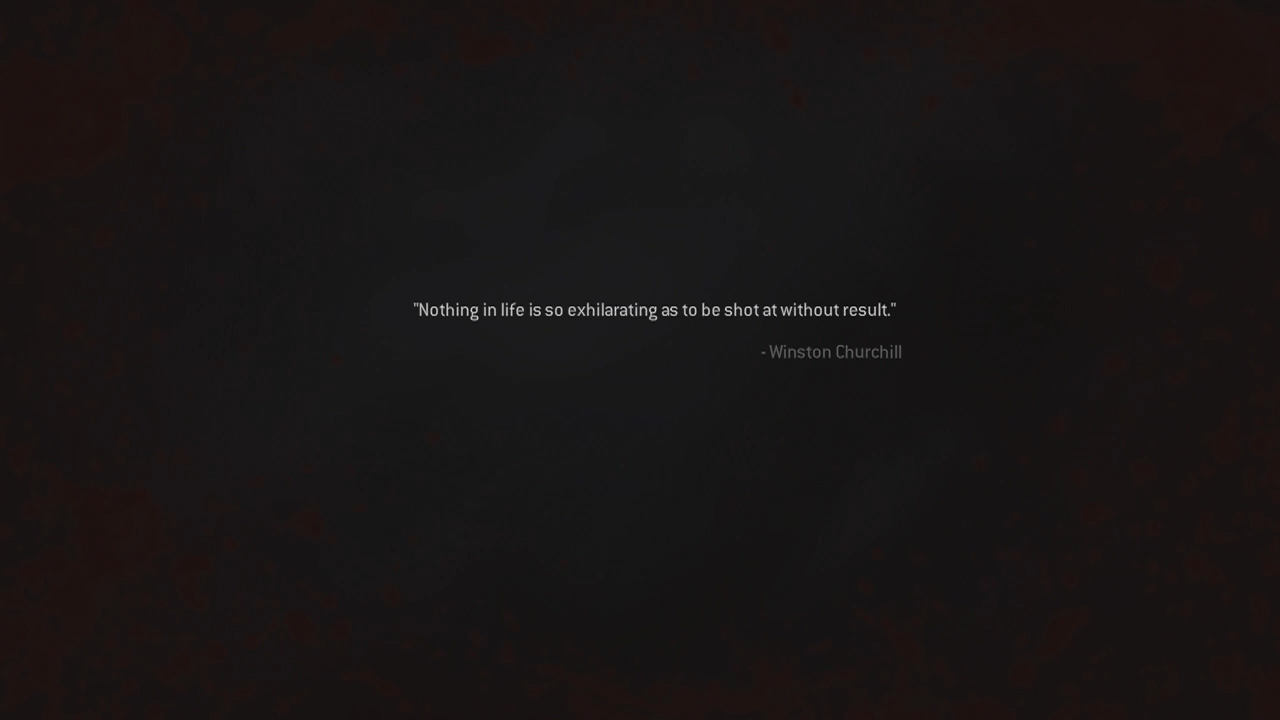 "Nothing in life is so exhilarating as to be shot at without result."
- Winston Churchill